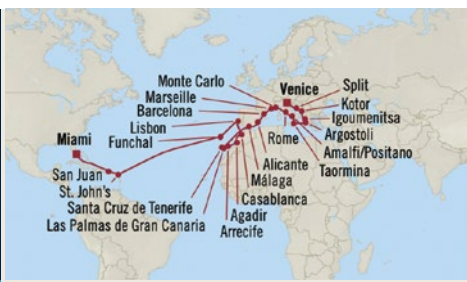 Monte Carlo
Marseille
Barcelona
Lisbon
Funchal
Miami
San Juan
St. John's
Santa Cruz de Tenerife
Las Palmas de Gran Canaria
Venice
Split
Kotor
Igoumenitsa
Argostoli
Amalfi/Positano
Taormina
Rome
Alicante
Málaga
Casablanca
Agadir
Arrecife